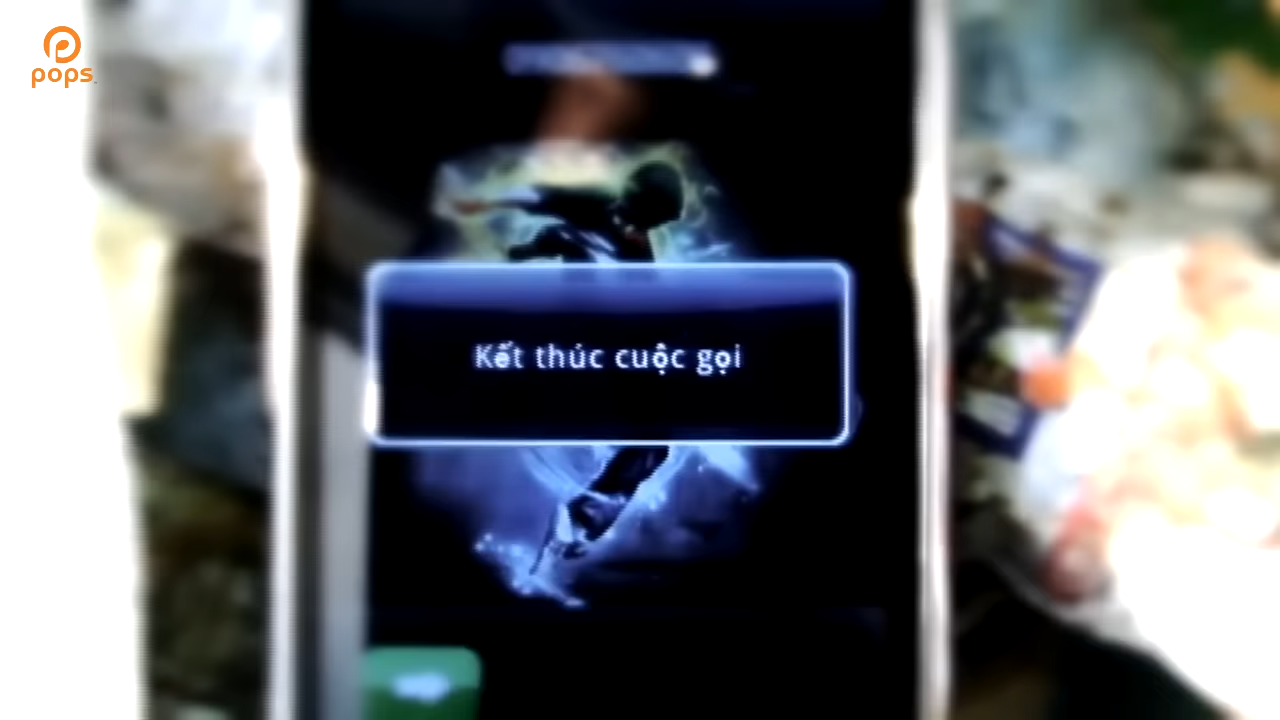 pops
Kết thúc cuộc gọi